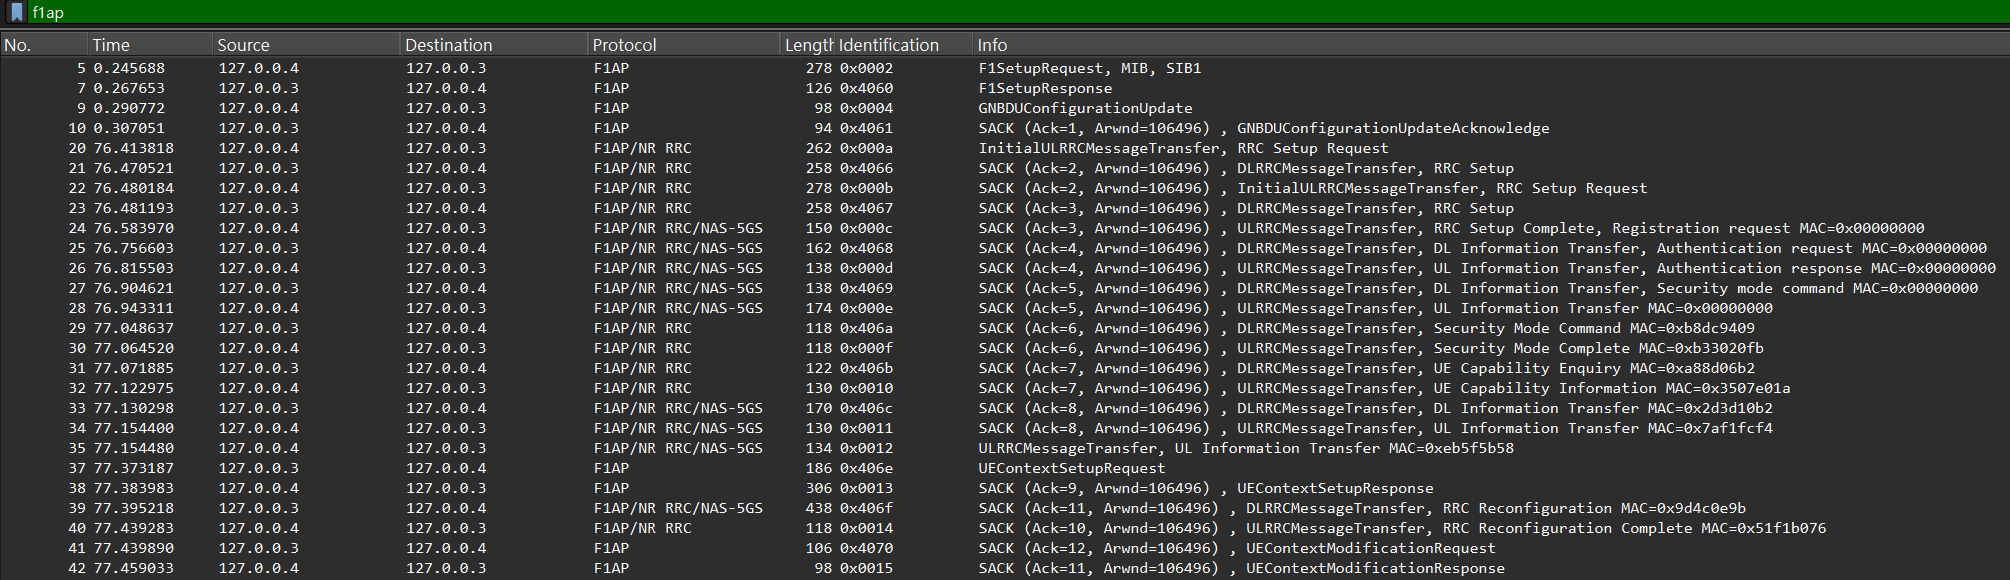 f1ap
No. Time Source Destination Protocol Length Identification Info
5 0.245688 127.0.0.4 127.0.0.3 F1AP 278 0x0002 F1SetupRequest, MIB, SIB1
7 0.267653 127.0.0.3 127.0.0.4 F1AP 126 0x4060 F1SetupResponse
9 0.290772 127.0.0.4 127.0.0.3 F1AP 98 0x0004 GNBDUConfigurationUpdate
10 0.307051 127.0.0.3 127.0.0.4 F1AP 94 0x4061 SACK (Ack=1, Arwnd=106496) , GNBDUConfigurationUpdateAcknowledge
20 76.413818 127.0.0.4 127.0.0.3 F1AP/NR RRC 262 0x000a InitialULRRCMessageTransfer, RRC Setup Request
21 76.470521 127.0.0.3 127.0.0.4 F1AP/NR RRC 258 0x4066 SACK (Ack=2, Arwnd=106496) , DLRRCMessageTransfer, RRC Setup
22 76.480184 127.0.0.4 127.0.0.3 F1AP/NR RRC 278 0x000b SACK (Ack=2, Arwnd=106496) , InitialULRRCMessageTransfer, RRC Setup Request
23 76.481193 127.0.0.3 127.0.0.4 F1AP/NR RRC 258 0x4067 SACK (Ack=3, Arwnd=106496) , DLRRCMessageTransfer, RRC Setup
24 76.583970 127.0.0.4 127.0.0.3 F1AP/NR RRC/NAS-5GS 150 0x000c SACK (Ack=3, Arwnd=106496) , ULRRCMessageTransfer, RRC Setup Complete, Registration request MAC=0x00000000
25 76.756603 127.0.0.3 127.0.0.4 F1AP/NR RRC/NAS-5GS 162 0x4068 SACK (Ack=4, Arwnd=106496) , DLRRCMessageTransfer, DL Information Transfer, Authentication request MAC=0x00000000
26 76.815503 127.0.0.4 127.0.0.3 F1AP/NR RRC/NAS-5GS 138 0x000d SACK (Ack=4, Arwnd=106496) , ULRRCMessageTransfer, UL Information Transfer, Authentication response MAC=0x00000000
27 76.904621 127.0.0.3 127.0.0.4 F1AP/NR RRC/NAS-5GS 138 0x4069 SACK (Ack=5, Arwnd=106496) , DLRRCMessageTransfer, DL Information Transfer, Security mode command MAC=0x00000000
28 76.943311 127.0.0.4 127.0.0.3 F1AP/NR RRC/NAS-5GS 174 0x000e SACK (Ack=5, Arwnd=106496) , ULRRCMessageTransfer, UL Information Transfer MAC=0x00000000
29 77.048637 127.0.0.3 127.0.0.4 F1AP/NR RRC 118 0x406a SACK (Ack=6, Arwnd=106496) , DLRRCMessageTransfer, Security Mode Command MAC=0xb8dc9409
30 77.064520 127.0.0.4 127.0.0.3 F1AP/NR RRC 118 0x000f SACK (Ack=6, Arwnd=106496) , ULRRCMessageTransfer, Security Mode Complete MAC=0xb33020fb
31 77.071885 127.0.0.3 127.0.0.4 F1AP/NR RRC 122 0x406b SACK (Ack=7, Arwnd=106496) , DLRRCMessageTransfer, UE Capability Enquiry MAC=0xa88d06b2
32 77.122975 127.0.0.4 127.0.0.3 F1AP/NR RRC 130 0x0010 SACK (Ack=7, Arwnd=106496) , ULRRCMessageTransfer, UE Capability Information MAC=0x3507e01a
33 77.130298 127.0.0.3 127.0.0.4 F1AP/NR RRC/NAS-5GS 170 0x406c SACK (Ack=8, Arwnd=106496) , DLRRCMessageTransfer, DL Information Transfer MAC=0x2d3d10b2
34 77.154400 127.0.0.4 127.0.0.3 F1AP/NR RRC/NAS-5GS 130 0x0011 SACK (Ack=8, Arwnd=106496) , ULRRCMessageTransfer, UL Information Transfer MAC=0x7af1fcf4
35 77.154480 127.0.0.4 127.0.0.3 F1AP/NR RRC/NAS-5GS 134 0x0012 ULRRCMessageTransfer, UL Information Transfer MAC=0xeb5f5b58
37 77.373187 127.0.0.3 127.0.0.4 F1AP 186 0x406e UEContextSetupRequest
38 77.383983 127.0.0.4 127.0.0.3 F1AP 306 0x0013 SACK (Ack=9, Arwnd=106496) , UEContextSetupResponse
39 77.395218 127.0.0.3 127.0.0.4 F1AP/NR RRC/NAS-5GS 438 0x406f SACK (Ack=11, Arwnd=106496) , DLRRCMessageTransfer, RRC Reconfiguration MAC=0x9d4c0e9b
40 77.439283 127.0.0.4 127.0.0.3 F1AP/NR RRC 118 0x0014 SACK (Ack=10, Arwnd=106496) , ULRRCMessageTransfer, RRC Reconfiguration Complete MAC=0x51f1b076
41 77.439890 127.0.0.3 127.0.0.4 F1AP 106 0x4070 SACK (Ack=12, Arwnd=106496) , UEContextModificationRequest
42 77.459033 127.0.0.4 127.0.0.3 F1AP 98 0x0015 SACK (Ack=11, Arwnd=106496) , UEContextModificationResponse